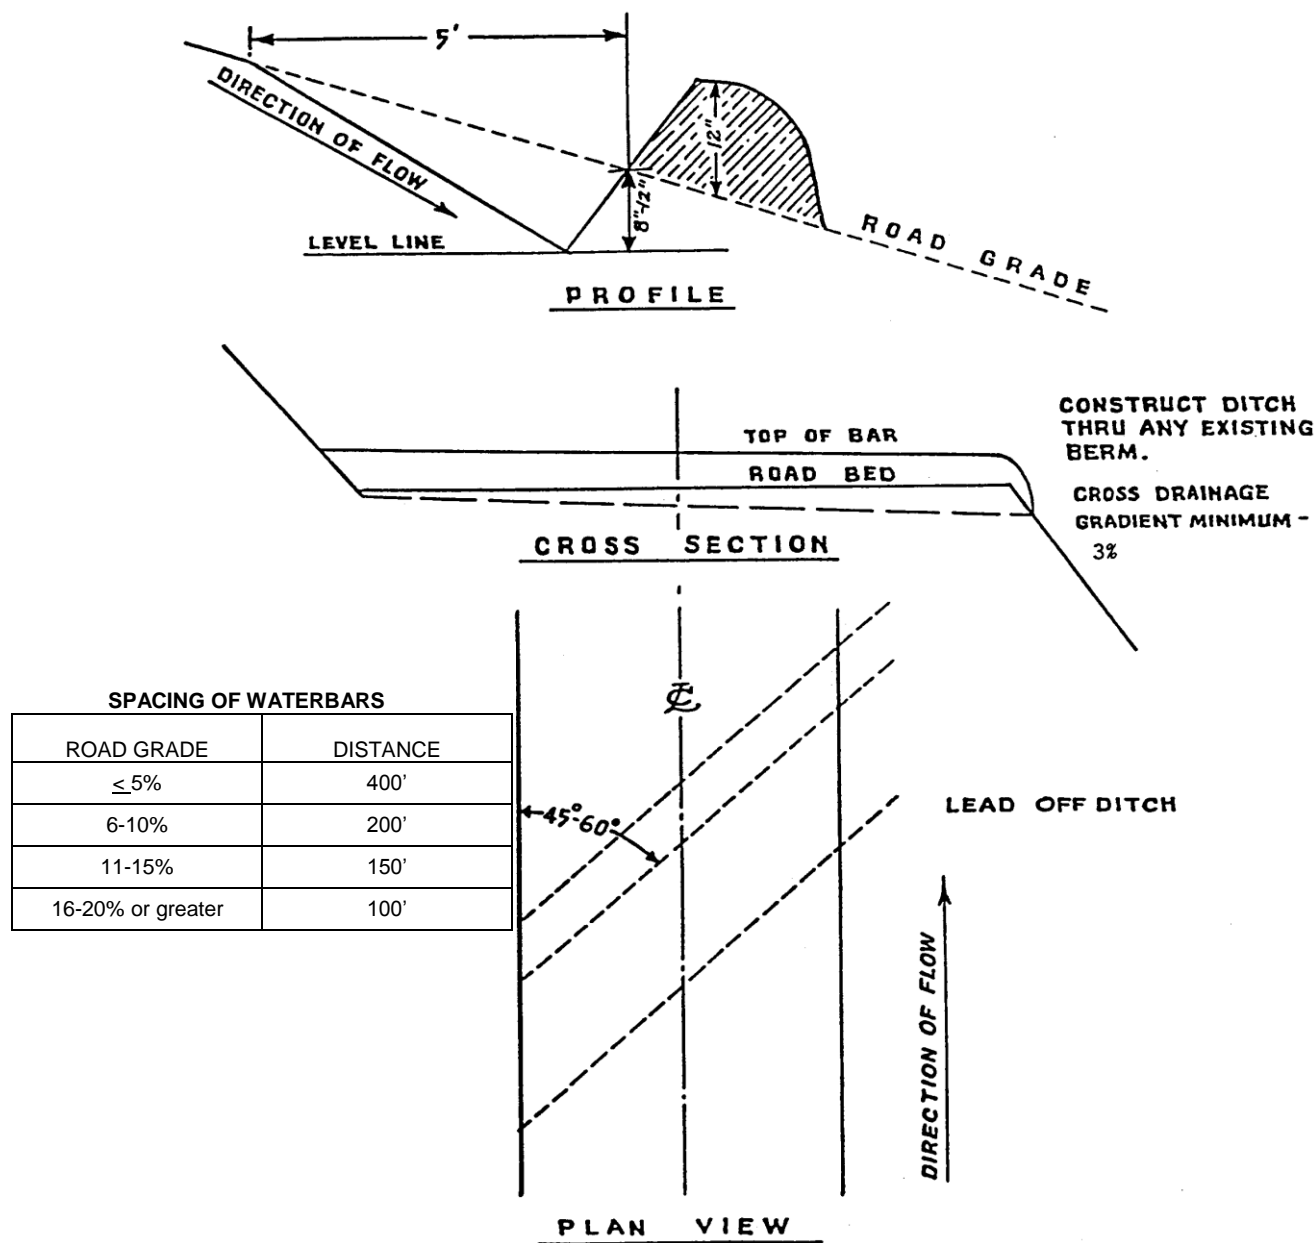 5'
DIRECTION OF FLOW
12"
8"-12"
LEVEL LINE
ROAD GRADE
PROFILE
CONSTRUCT DITCH
THRU ANY EXISTING
BERM.
TOP OF BAR
ROAD BED
CROSS DRAINAGE
GRADIENT MINIMUM -
3%
CROSS SECTION
SPACING OF WATERBARS
ROAD GRADE DISTANCE
< 5% 400'
6-10% 200'
11-15% 150'
16-20% or greater 100'
℄
45°-60°
LEAD OFF DITCH
DIRECTION OF FLOW
PLAN VIEW